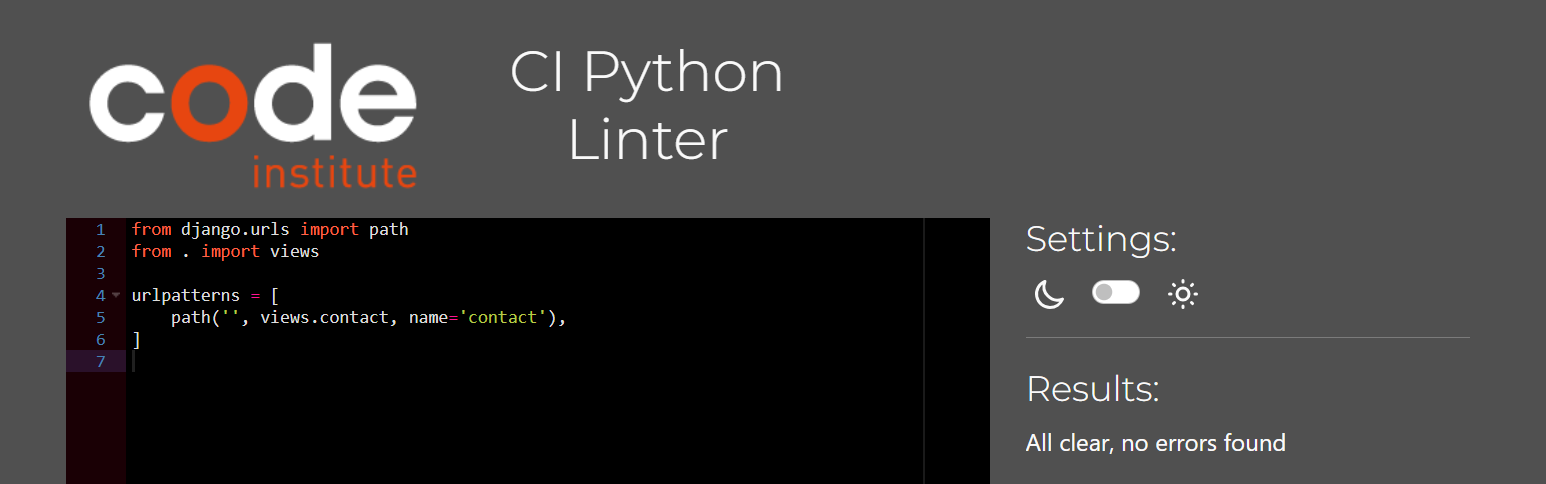 code
institute
CI Python
Linter
1 from django.urls import path
2 from . import views
3
4 urlpatterns = [
5     path('', views.contact, name='contact'),
6 ]
7
Settings:
Results:
All clear, no errors found